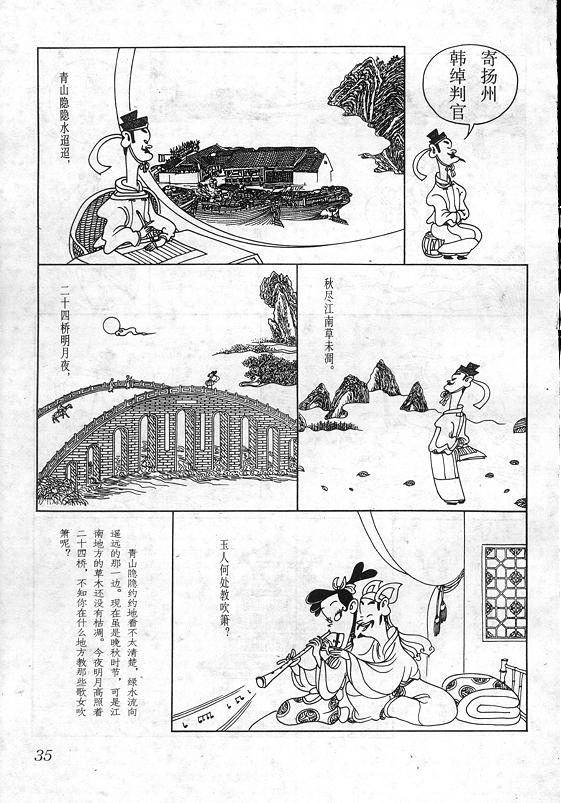 寄扬州
韩绰判官
青山隐隐水迢迢，
秋尽江南草未凋。
二十四桥明月夜，
玉人何处教吹箫？
青山隐隐约约地看不太清楚，绿水流向
遥远的那一边。现在虽是晚秋时节，可是江
南地方的草木还没有枯凋。今夜明月高照着
二十四桥，不知你在什么地方教那些歌女吹
箫呢？
35